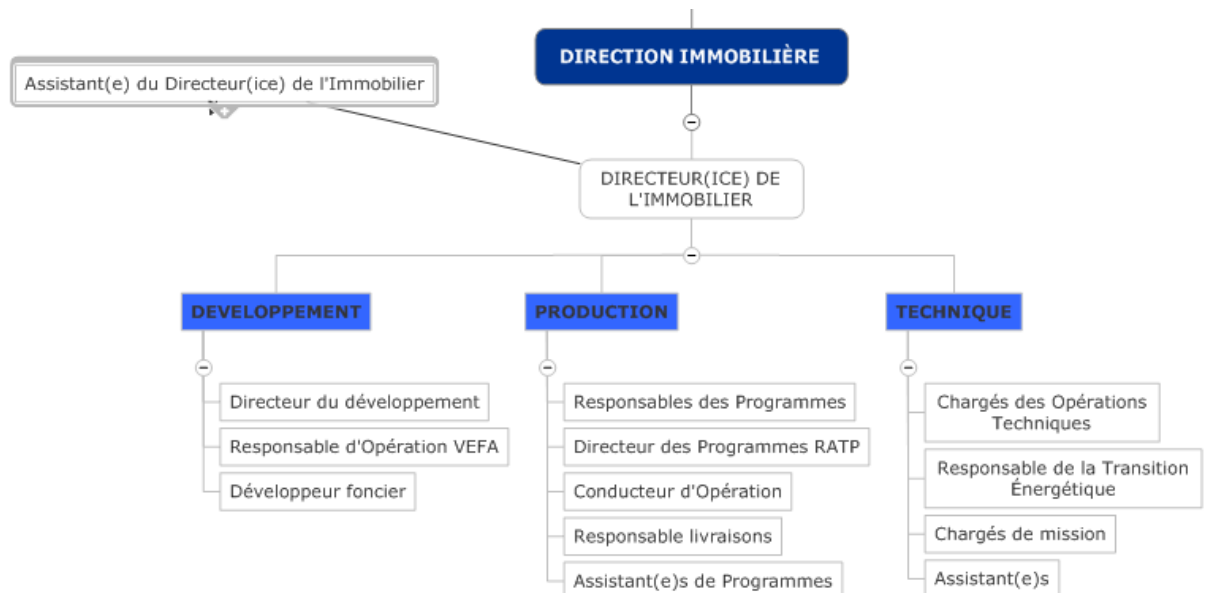 DIRECTION IMMOBILIÈRE
Assistant(e) du Directeur(ice) de l'Immobilier
DIRECTEUR(ICE) DE
L'IMMOBILIER
DEVELOPPEMENT
Directeur du développement
Responsable d'Opération VEFA
Développeur foncier
PRODUCTION
Responsables des Programmes
Directeur des Programmes RATP
Conducteur d'Opération
Responsable livraisons
Assistant(e)s de Programmes
TECHNIQUE
Chargés des Opérations
Techniques
Responsable de la Transition
Énergétique
Chargés de mission
Assistant(e)s